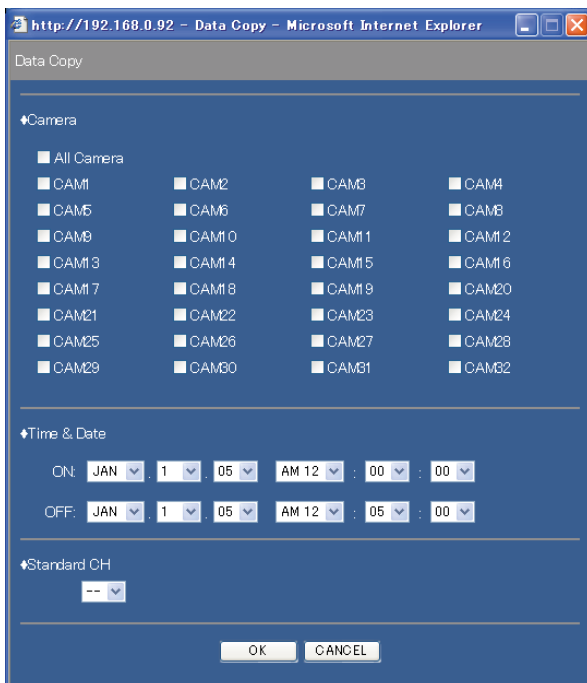 http://192.168.0.92 - Data Copy - Microsoft Internet Explorer
Data Copy
♦Camera
All Camera
CAM1 CAM2 CAM3 CAM4
CAM5 CAM6 CAM7 CAM8
CAM9 CAM10 CAM11 CAM12
CAM13 CAM14 CAM15 CAM16
CAM17 CAM18 CAM19 CAM20
CAM21 CAM22 CAM23 CAM24
CAM25 CAM26 CAM27 CAM28
CAM29 CAM30 CAM31 CAM32
♦Time & Date
ON: JAN . 1 . 05 AM 12 : 00 : 00
OFF: JAN . 1 . 05 AM 12 : 05 : 00
♦Standard CH
--
OK CANCEL